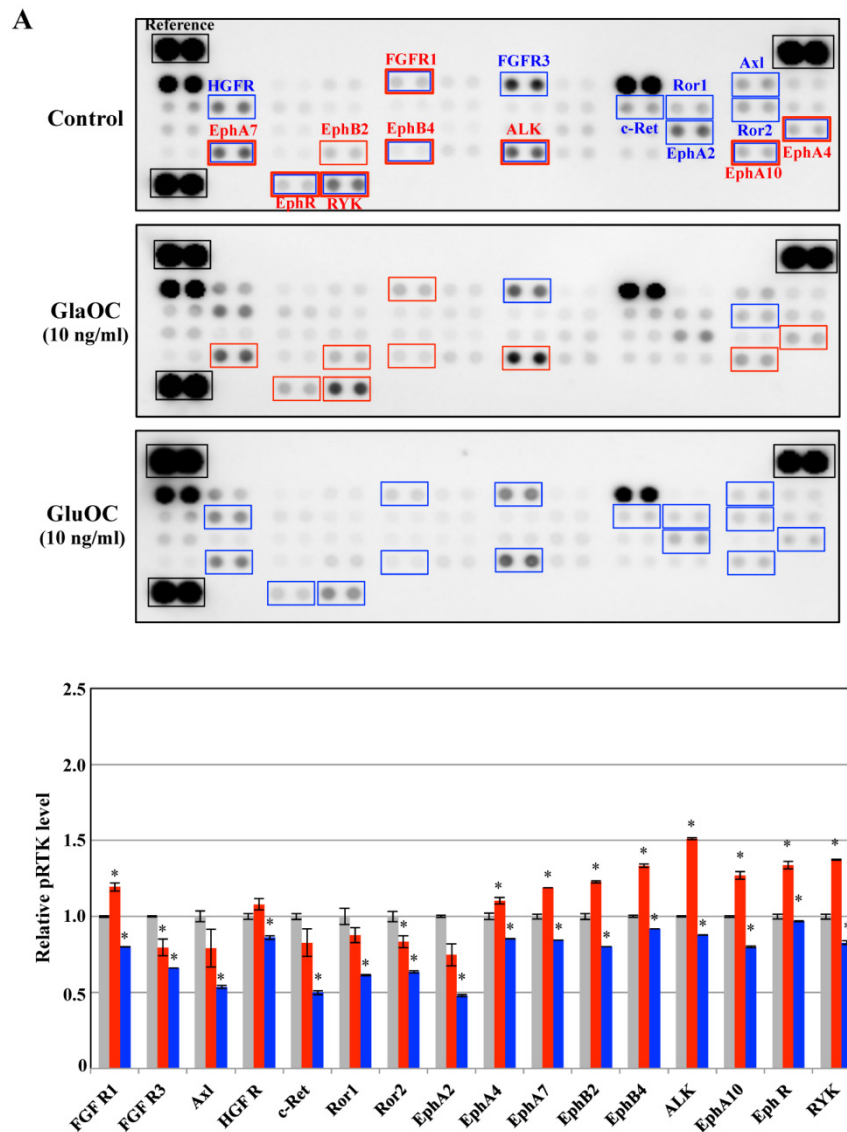 A
Reference
FGFR1
HGFR
FGFR3
Axl
Ror1
Control
EphA7
EphB2
EphB4
ALK
c-Ret
Ror2
EphA2
EphA4
EphA10
EphR
RYK
GlaOC
(10 ng/ml)
GluOC
(10 ng/ml)
Relative pRTK level
2.5
2.0
1.5
1.0
0.5
0
* * * * * * * * * * * * * * * * * * * * * * * * *
FGF R1
FGF R3
Axl
HGF R
c-Ret
Ror1
Ror2
EphA2
EphA4
EphA7
EphB2
EphB4
ALK
EphA10
Eph R
RYK